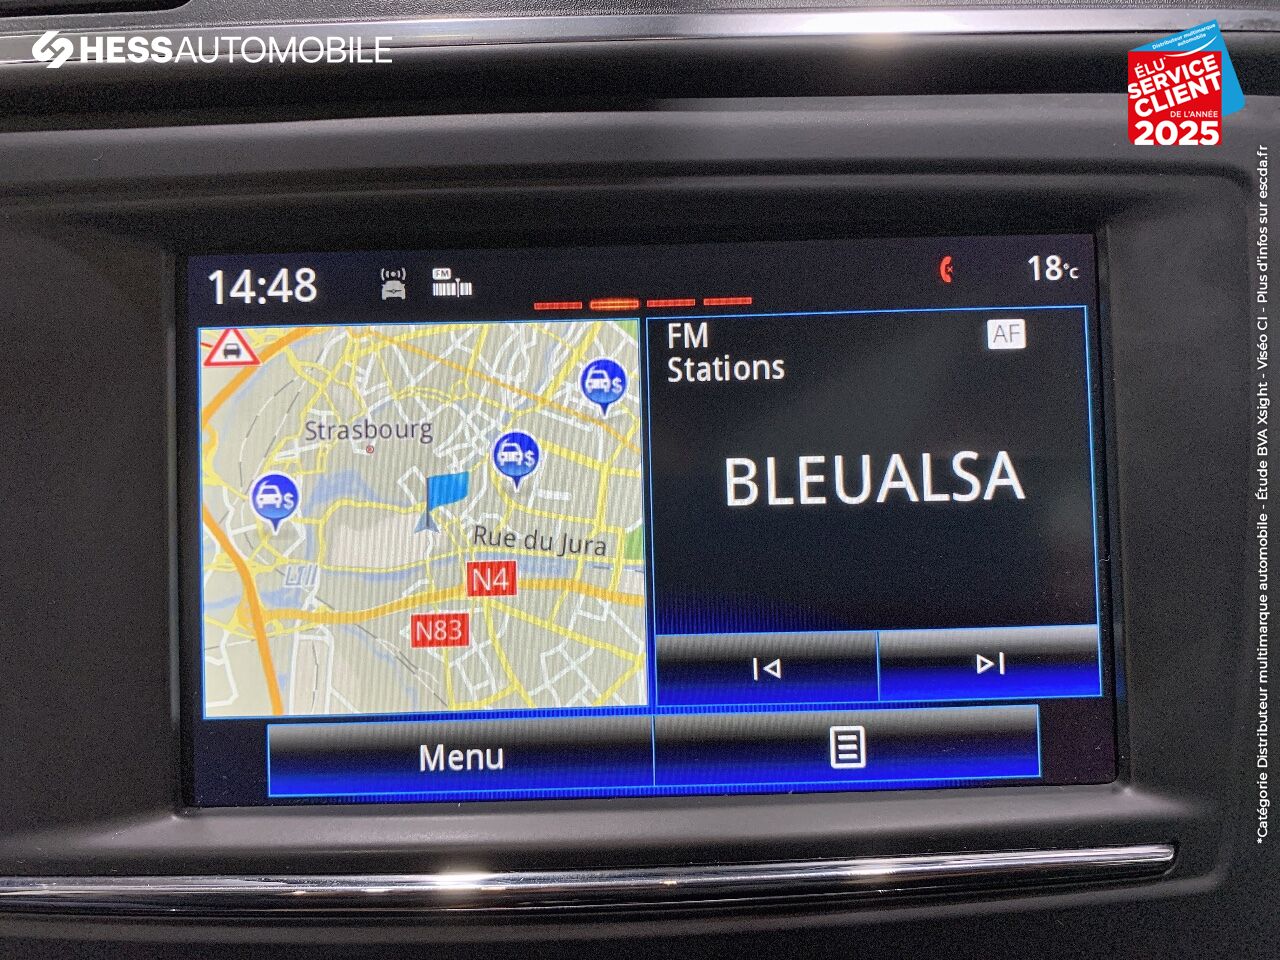 HESSAUTOMOBILE
Distributeur multimarque
automobile
ÉLU*
SERVICE
CLIENT
DE L'ANNÉE
2025
*Catégorie Distributeur multimarque automobile - Étude BVA Xsight - Viséo CI - Plus d'infos sur escda.fr
14:48
FM
18°C
FM
Stations
AF
Strasbourg
BLEUALSA
Rue du Jura
L'Ill
N4
N83
Menu